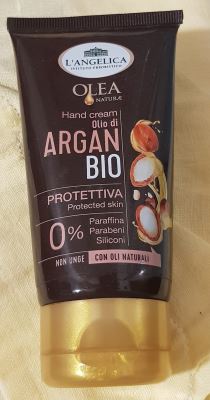 L'ANGELICA
ISTITUTO ERBORISTICO
OLEA
NATURÆ
Hand cream
Olio di
ARGAN
BIO
PROTETTIVA
Protected skin
0% Paraffina
Parabeni
Siliconi
NON UNGE CON OLI NATURALI